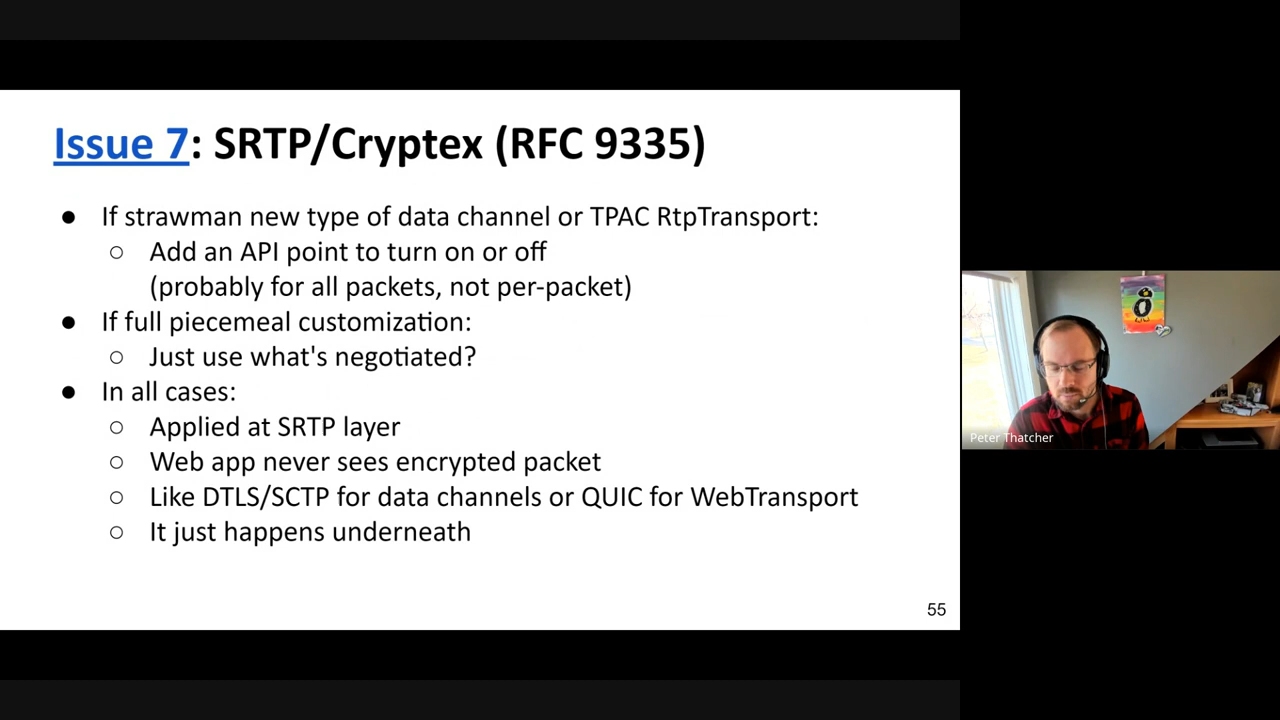 Issue 7: SRTP/Cryptex (RFC 9335)
● If strawman new type of data channel or TPAC RtpTransport:
○ Add an API point to turn on or off
(probably for all packets, not per-packet)
● If full piecemeal customization:
○ Just use what's negotiated?
● In all cases:
○ Applied at SRTP layer
○ Web app never sees encrypted packet
○ Like DTLS/SCTP for data channels or QUIC for WebTransport
○ It just happens underneath
55
Peter Thatcher